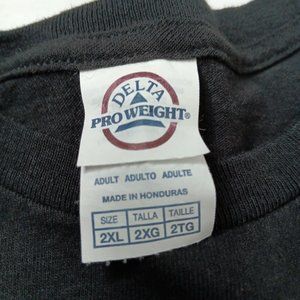 DELTA
PRO WEIGHT®
ADULT ADULTO ADULTE
MADE IN HONDURAS
SIZE TALLA TAILLE
2XL 2XG 2TG